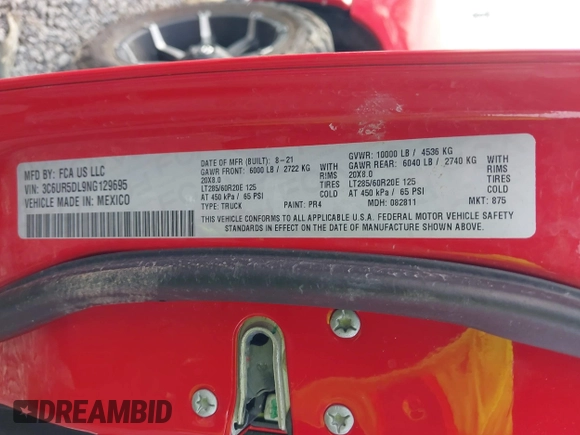 MFD BY: FCA US LLC
VIN: 3C6UR5DL9NG129695
VEHICLE MADE IN: MEXICO
DATE OF MFR (BUILT): 8-21
GAWR FRONT: 6000 LB / 2722 KG
20X8.0
LT285/60R20E 125
AT 450 kPa / 65 PSI
TYPE: TRUCK
WITH
RIMS
TIRES
PAINT: PR4
GVWR: 10000 LB / 4536 KG
GAWR REAR: 6040 LB / 2740 KG
20X8.0
LT285/60R20E 125
AT 450 kPa / 65 PSI
MDH: 082811
WITH
RIMS
TIRES
MKT: 875
THIS VEHICLE CONFORMS TO ALL APPLICABLE U.S.A. FEDERAL MOTOR VEHICLE SAFETY
STANDARDS IN EFFECT ON THE DATE OF MANUFACTURE SHOWN ABOVE.
DREAMBID